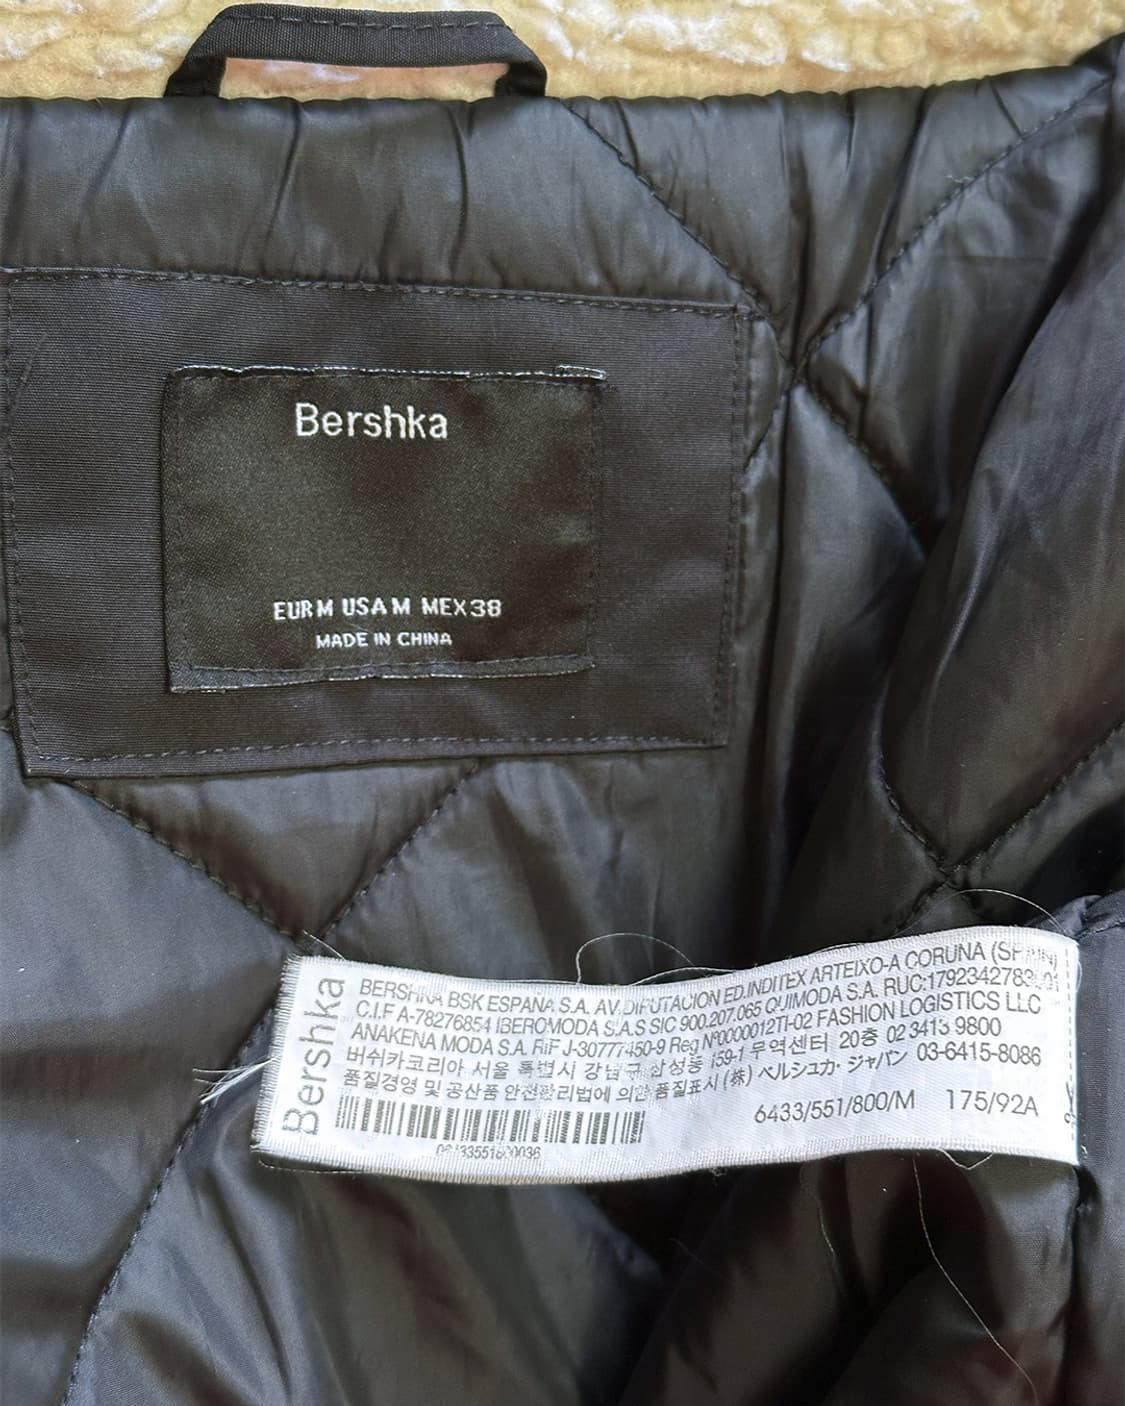 Bershka
EUR M USA M MEX 38
MADE IN CHINA
Bershka
BERSHKA BSK ESPAÑA S.A. AV.DIPUTACION ED.INDITEX ARTEIXO-A CORUNA (SPAIN)
C.I.F A-78276854 IBEROMODA S.A.S SIC 900.207.065 QUIMODA S.A. RUC:1792342783001
ANAKENA MODA S.A. RIF J-30777450-9 Reg Nº0000012TI-02 FASHION LOGISTICS LLC
버쉬카코리아 서울 특별시 강남구 삼성동 159-1 무역센터 20층 02 3413 9800
품질경영 및 공산품 안전관리법에 의한 품질표시 (株) ベルシュカ・ジャパン 03-6415-8086
6433/551/800/M 175/92A